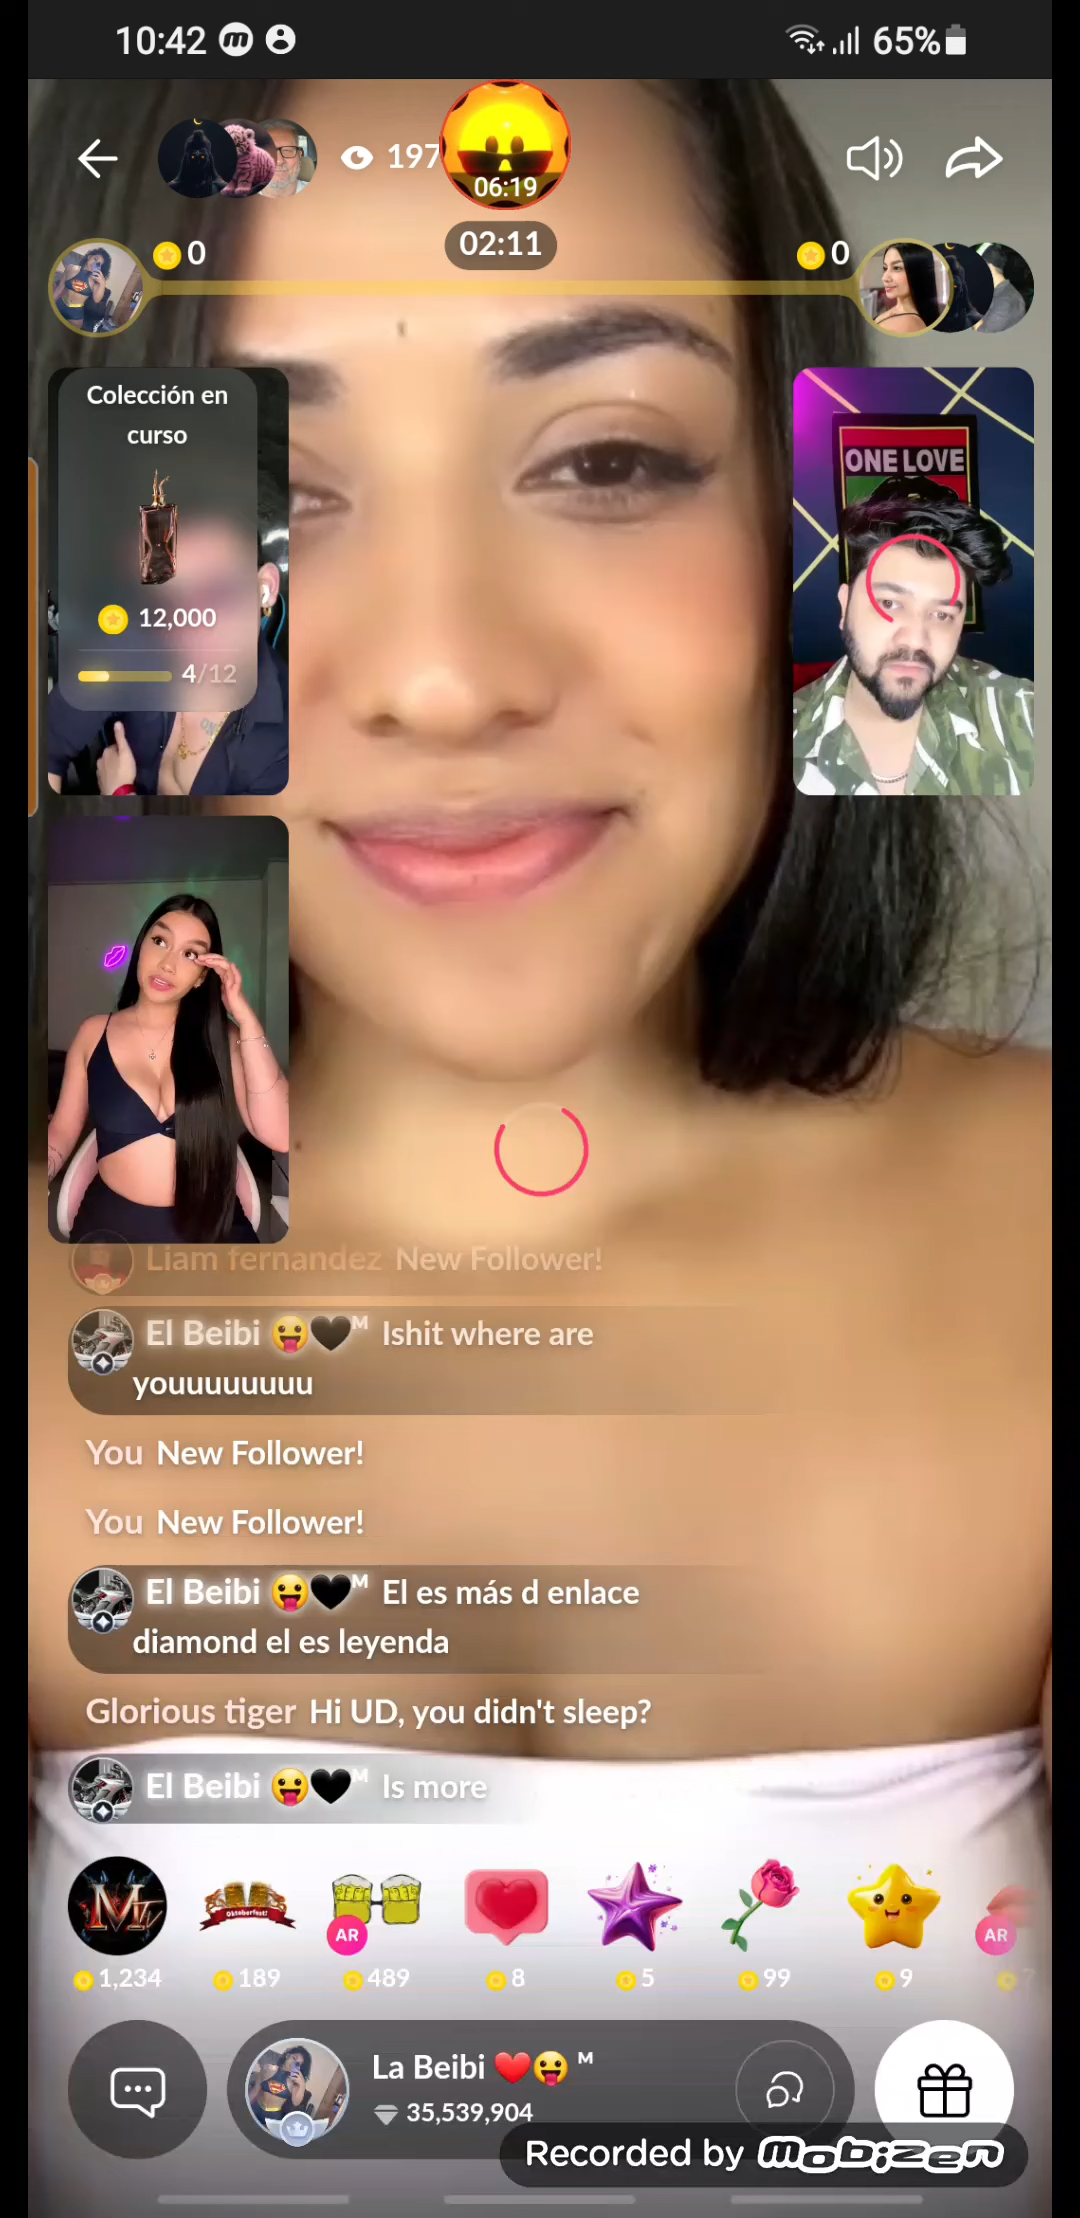 10:42
65%
197
06:19
0
02:11
0
Colección en
curso
12,000
4/12
ONE LOVE
Liam fernandez New Follower!
El Beibi 😛🖤ᴹ Ishit where are
youuuuuuuu
You New Follower!
You New Follower!
El Beibi 😛🖤ᴹ El es más d enlace
diamond el es leyenda
Glorious tiger Hi UD, you didn't sleep?
El Beibi 😛🖤ᴹ Is more
Oktoberfest!
AR
AR
1,234 189 489 8 5 99 9 7
La Beibi ❤️😛 ᴹ
35,539,904
Recorded by mobizen